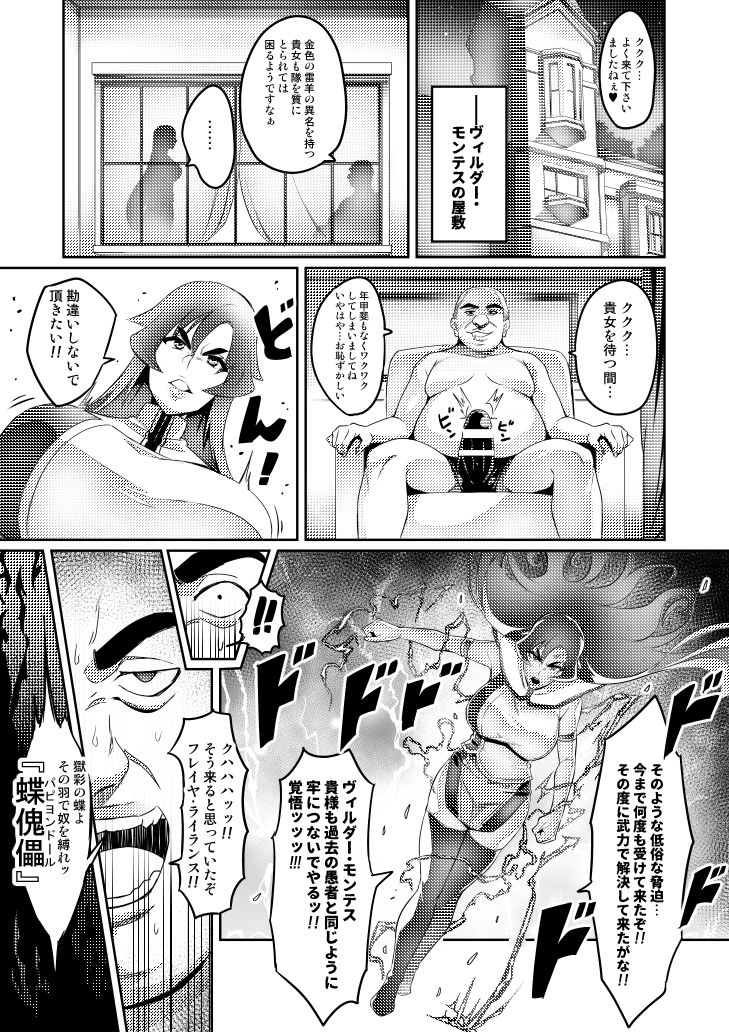 ククク…
よく来て下さい
ましたねぇ♥
──ヴィルダー・
モンテスの屋敷
金色の雷羊の異名を持つ
貴女も隊を質に
とられては
困るようですなぁ
……
ククク…
貴女を待つ間…
年甲斐もなくワクワク
してしまいましてね
いやはや…お恥ずかしい
ビンッ
ビンッ
どん!
勘違いしないで
頂きたい!!
そのような低俗な脅迫…
今まで何度も受けて来たぞ!!
その度に武力で解決して来たがな!!
ヴィルダー・モンテス
貴様も過去の愚者と同じように
牢につないでやるッ!!
覚悟ッッッ!!!
ドドドド
!!
クハハハッッ!!
そう来ると思っていたぞ
フレイヤ・ライランス!!
獄彩の蝶よ
その羽で奴を縛れッ
『蝶傀儡』
パピヨンドール